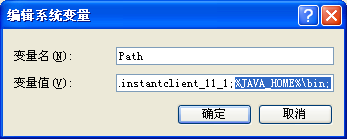 编辑系统变量
变量名(N): Path
变量值(V): .instantclient_11_1;%JAVA_HOME%\bin;
确定 取消